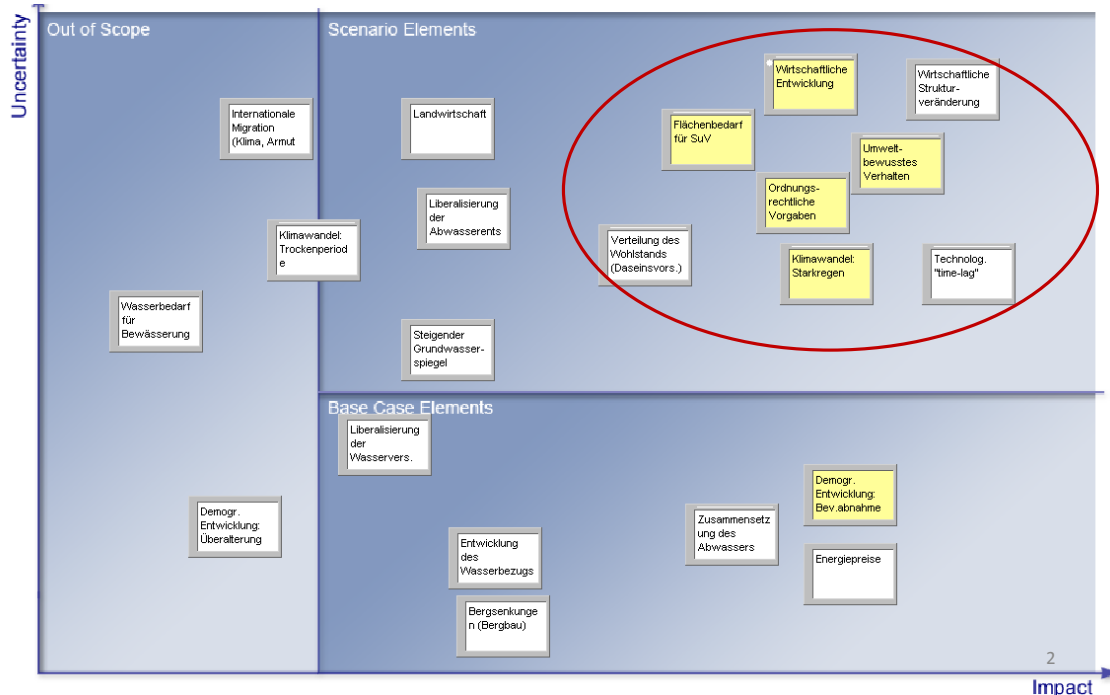 Uncertainty
Out of Scope
Scenario Elements
Wirtschaftliche
Entwicklung
Wirtschaftliche
Struktur-
veränderung
Internationale
Migration
(Klima, Armut
Landwirtschaft
Flächenbedarf
für SuV
Umwelt-
bewusstes
Verhalten
Ordnungs-
rechtliche
Vorgaben
Liberalisierung
der
Abwasserents
Klimawandel:
Trockenperiod
e
Verteilung des
Wohlstands
(Daseinsvors.)
Klimawandel:
Starkregen
Technolog.
"time-lag"
Wasserbedarf
für
Bewässerung
Steigender
Grundwasser-
spiegel
Base Case Elements
Liberalisierung
der
Wasservers.
Demogr.
Entwicklung:
Bev.abnahme
Demogr.
Entwicklung:
Überalterung
Zusammensetz
ung des
Abwassers
Entwicklung
des
Wasserbezugs
Energiepreise
Bergsenkunge
n (Bergbau)
2
Impact